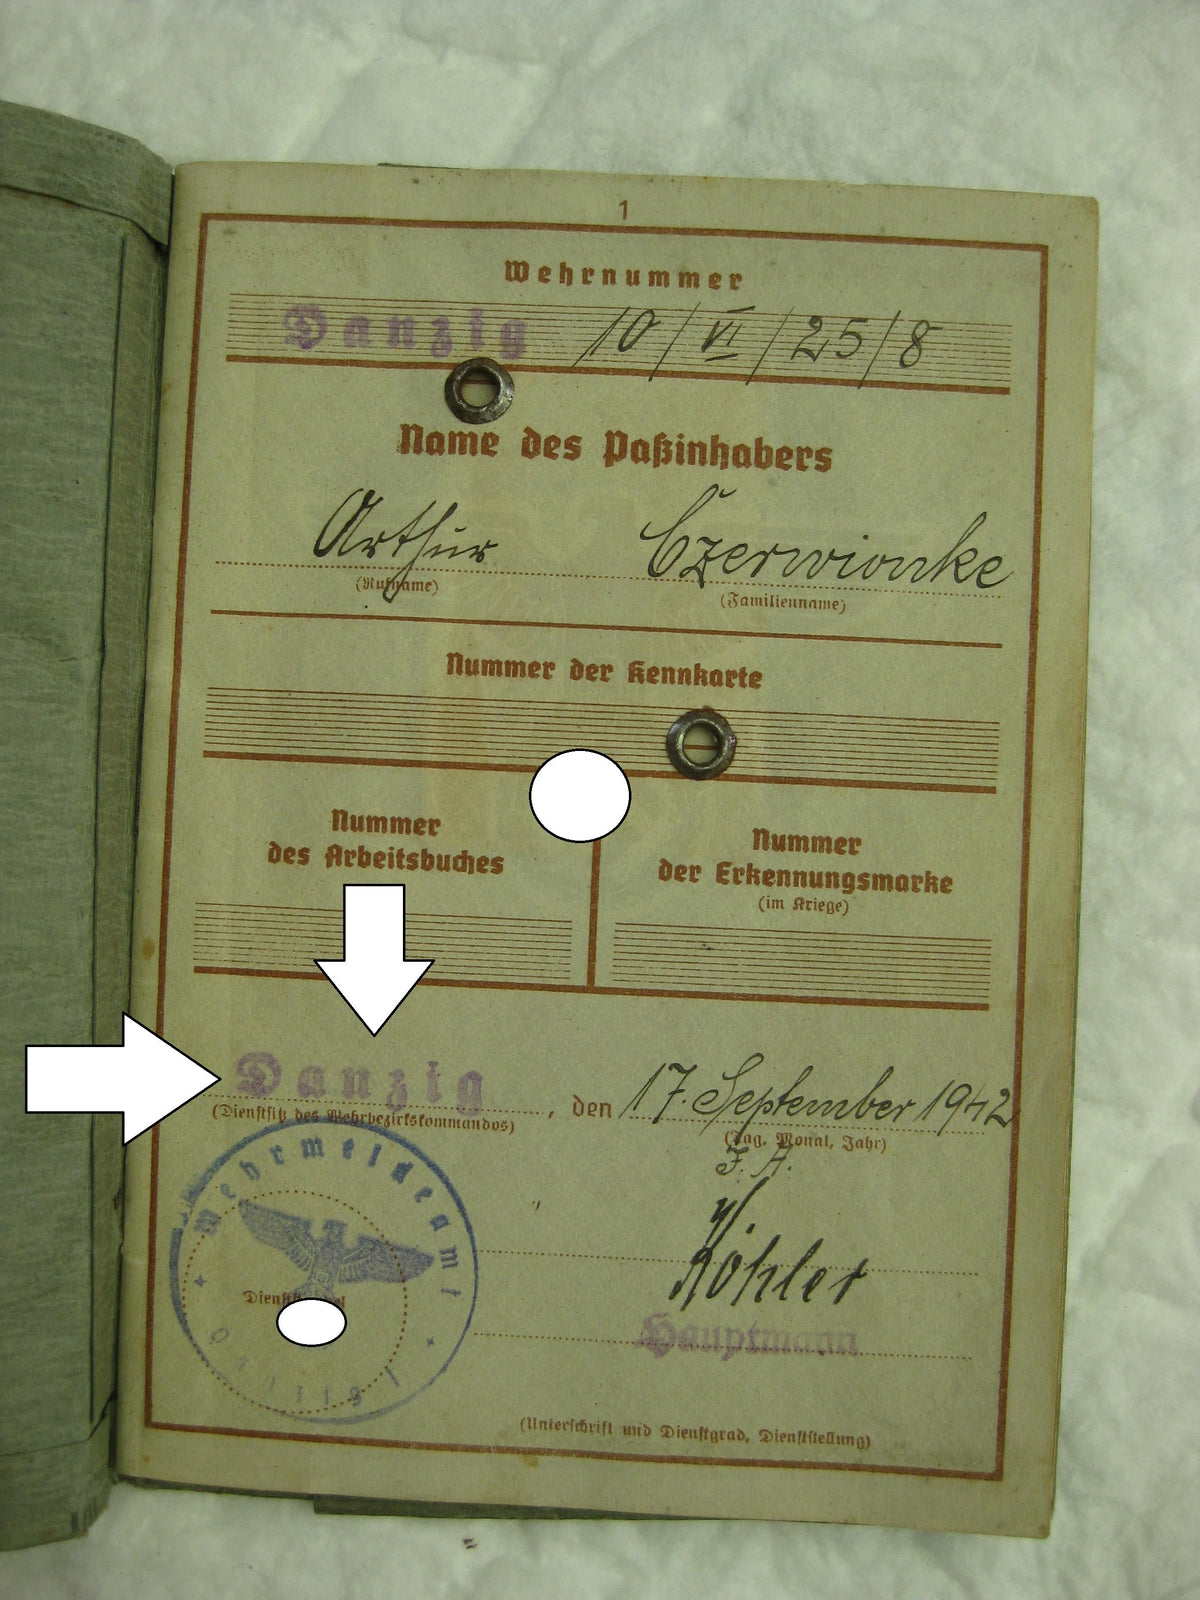 1
Wehrnummer
Danzig 10/VI/25/8
Name des Paßinhabers
Arthur Czerwionke
(Rufname) (Familienname)
Nummer der Kennkarte
Nummer
des Arbeitsbuches
Nummer
der Erkennungsmarke
(im Kriege)
Danzig, den 17. September 1942
(Dienstsitz des Wehrbezirkskommandos) (Tag, Monat, Jahr)
J. A.
Wehrmeldeamt
Danzig 1
Köhler
Hauptmann
(Unterschrift und Dienstgrad, Dienststellung)